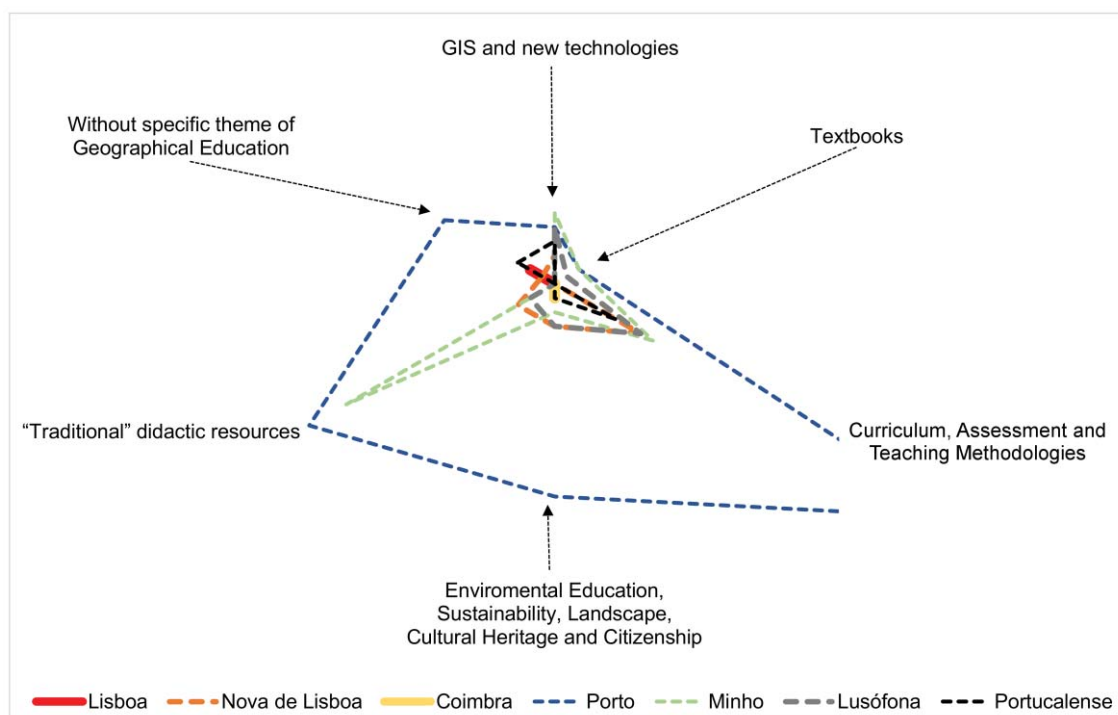 GIS and new technologies
Without specific theme of
Geographical Education
Textbooks
“Traditional” didactic resources
Curriculum, Assessment and
Teaching Methodologies
Enviromental Education,
Sustainability, Landscape,
Cultural Heritage and Citizenship
Lisboa Nova de Lisboa Coimbra Porto Minho Lusófona Portucalense